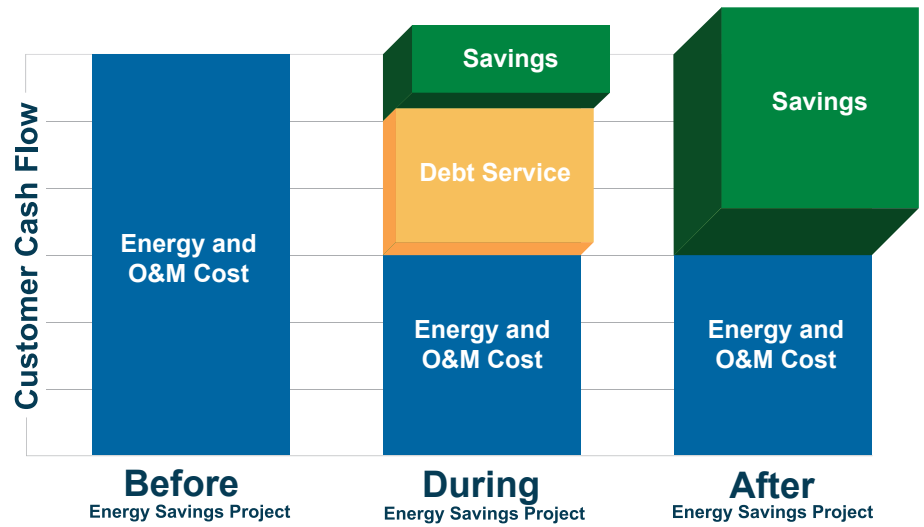 Customer Cash Flow
Energy and
O&M Cost
Savings
Debt Service
Energy and
O&M Cost
Savings
Energy and
O&M Cost
Before
Energy Savings Project
During
Energy Savings Project
After
Energy Savings Project